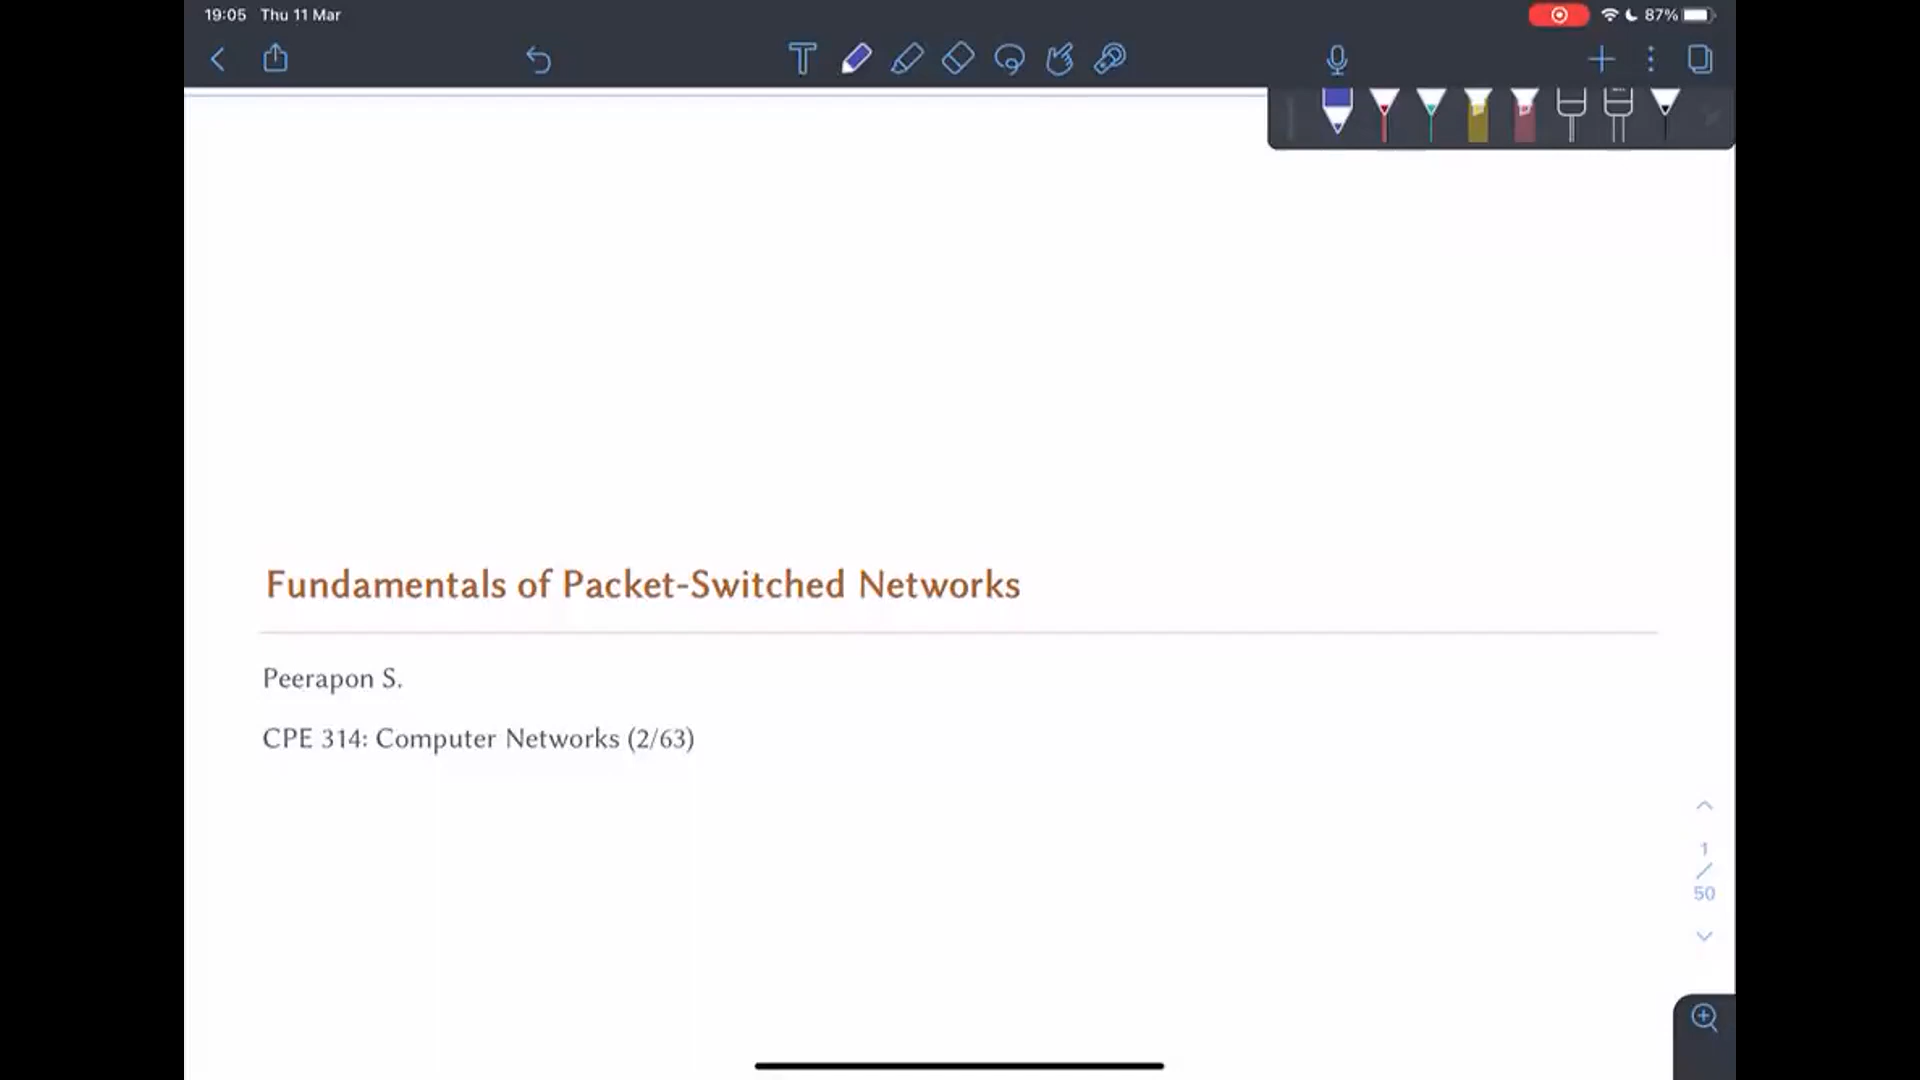 19:05 Thu 11 Mar
87%
Fundamentals of Packet-Switched Networks
Peerapon S.
CPE 314: Computer Networks (2/63)
1
/
50